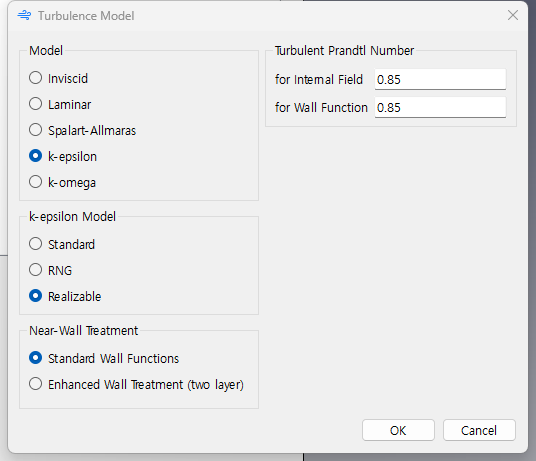 Turbulence Model
Model
Inviscid
Laminar
Spalart-Allmaras
k-epsilon
k-omega
k-epsilon Model
Standard
RNG
Realizable
Near-Wall Treatment
Standard Wall Functions
Enhanced Wall Treatment (two layer)
Turbulent Prandtl Number
for Internal Field 0.85
for Wall Function 0.85
OK
Cancel